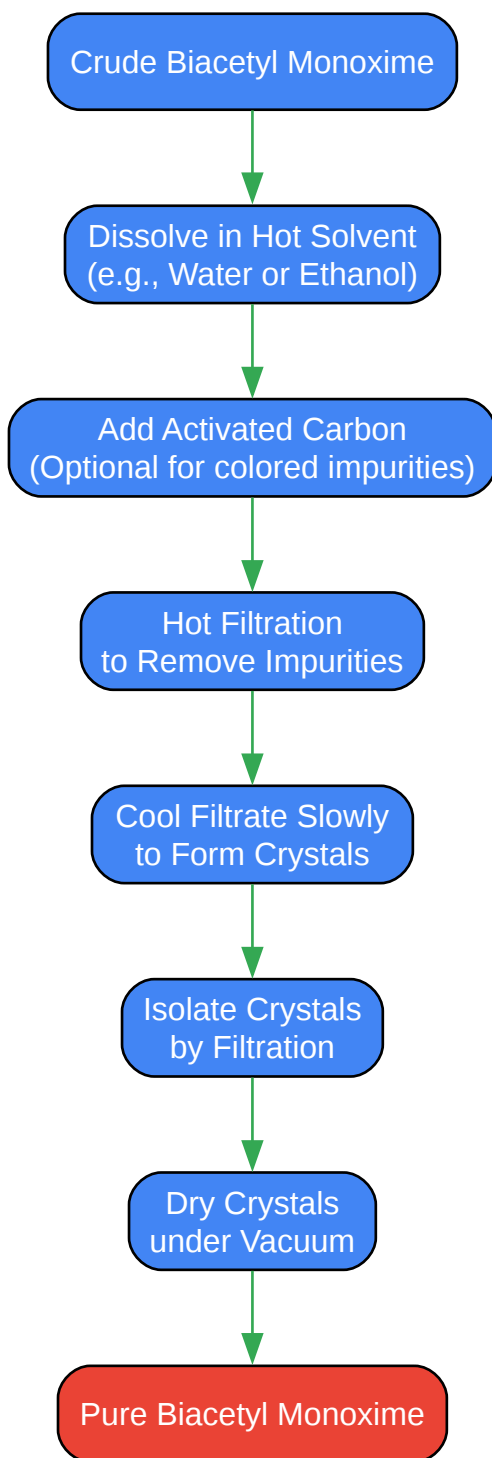 Crude Biacetyl Monoxime
Dissolve in Hot Solvent
(e.g., Water or Ethanol)
Add Activated Carbon
(Optional for colored impurities)
Hot Filtration
to Remove Impurities
Cool Filtrate Slowly
to Form Crystals
Isolate Crystals
by Filtration
Dry Crystals
under Vacuum
Pure Biacetyl Monoxime